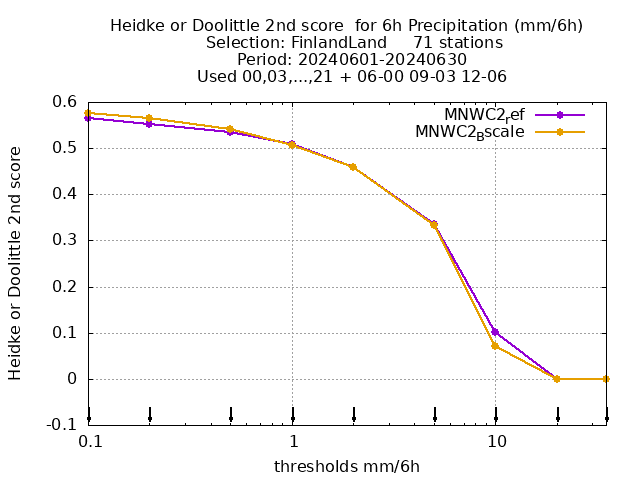 Heidke or Doolittle 2nd score  for 6h Precipitation (mm/6h)
Selection: FinlandLand     71 stations
Period: 20240601-20240630
Used 00,03,...,21 + 06-00 09-03 12-06
MNWC2ref
MNWC2Bscale
Heidke or Doolittle 2nd score
0.6
0.5
0.4
0.3
0.2
0.1
0
-0.1
0.1 1 10
thresholds mm/6h